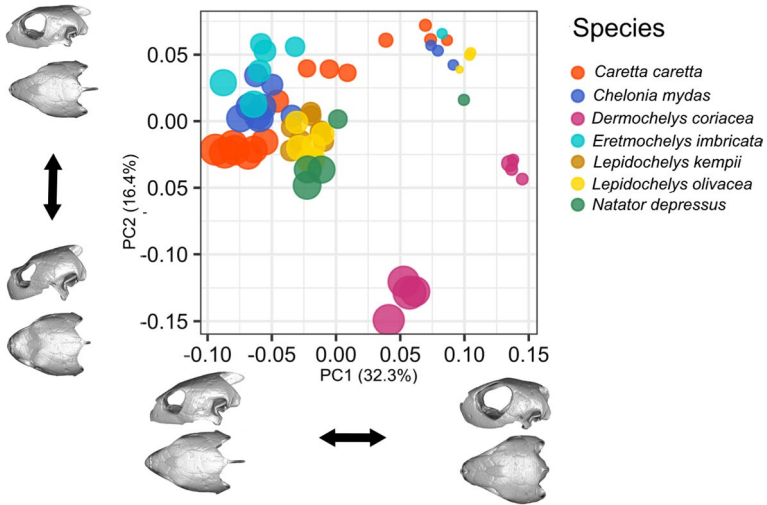 Species
Caretta caretta
Chelonia mydas
Dermochelys coriacea
Eretmochelys imbricata
Lepidochelys kempii
Lepidochelys olivacea
Natator depressus
0.05
0.00
0.05
-
-0.10
-0.15
PC2 (16.4%)
-0.10 -0.05 0.00 0.05 0.10 0.15
PC1 (32.3%)